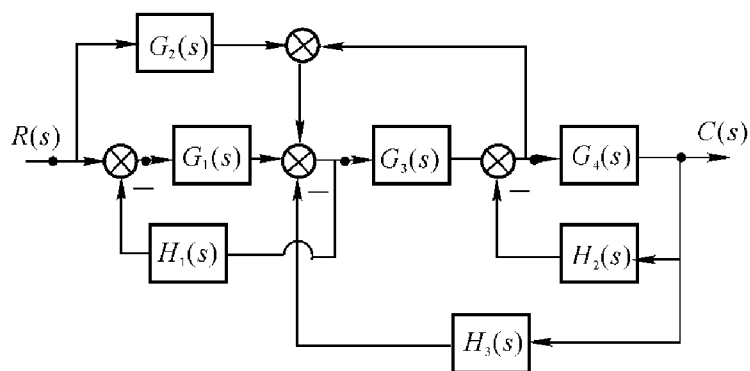 G₂(s)
R(s)
G₁(s)
G₃(s)
G₄(s)
C(s)
−
−
−
H₁(s)
H₂(s)
H₃(s)